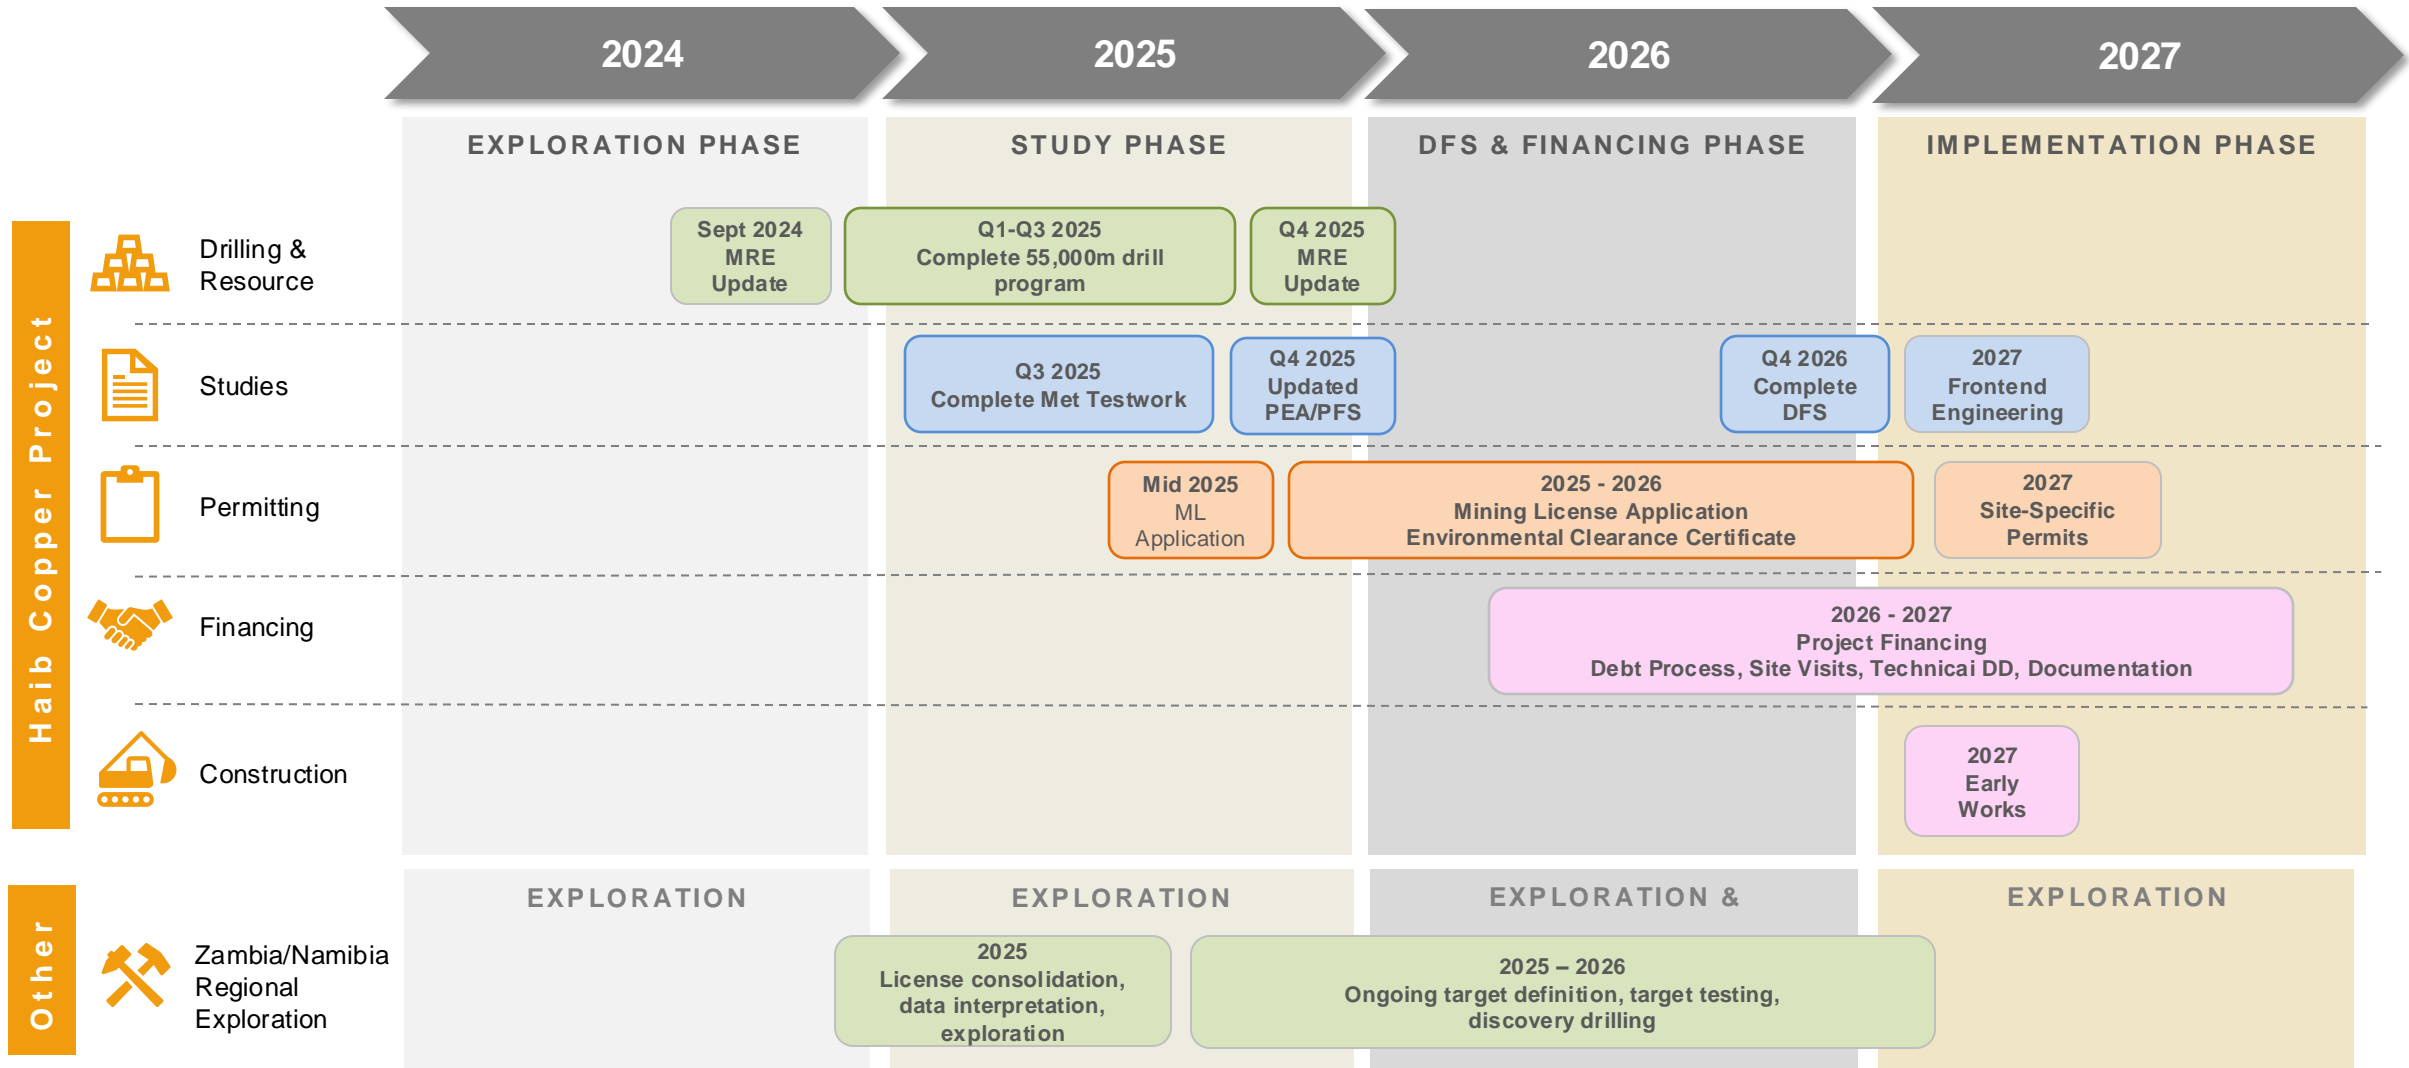 2024
2025
2026
2027
EXPLORATION PHASE
STUDY PHASE
DFS & FINANCING PHASE
IMPLEMENTATION PHASE
Haib Copper Project
Drilling &
Resource
Sept 2024
MRE
Update
Q1-Q3 2025
Complete 55,000m drill
program
Q4 2025
MRE
Update
Studies
Q3 2025
Complete Met Testwork
Q4 2025
Updated
PEA/PFS
Q4 2026
Complete
DFS
2027
Frontend
Engineering
Permitting
Mid 2025
ML
Application
2025 - 2026
Mining License Application
Environmental Clearance Certificate
2027
Site-Specific
Permits
Financing
2026 - 2027
Project Financing
Debt Process, Site Visits, Technicai DD, Documentation
Construction
2027
Early
Works
Other
EXPLORATION
EXPLORATION
EXPLORATION &
EXPLORATION
Zambia/Namibia
Regional
Exploration
2025
License consolidation,
data interpretation,
exploration
2025 – 2026
Ongoing target definition, target testing,
discovery drilling